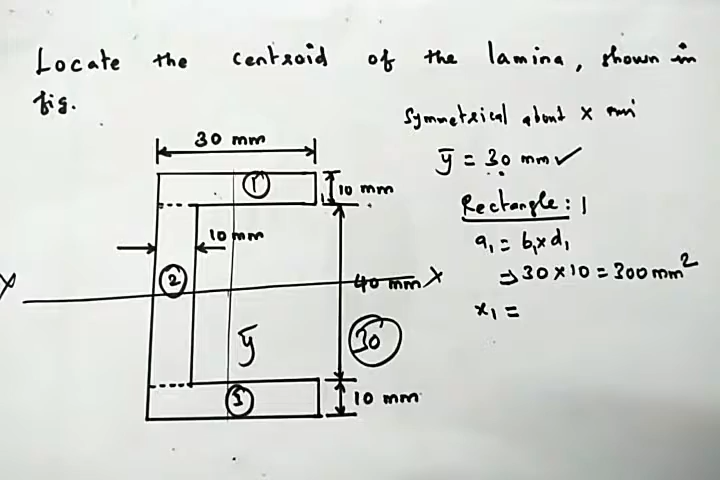 Locate the centroid of the lamina, shown in
fig.
Symmetrical about X axis
ȳ = 30 mm ✓
Rectangle: 1
a₁ = b₁ x d₁
⇒ 30 x 10 = 300 mm²
x₁ =
30 mm
1
10 mm
10 mm
2
X
40 mm X
ȳ
30
3
10 mm